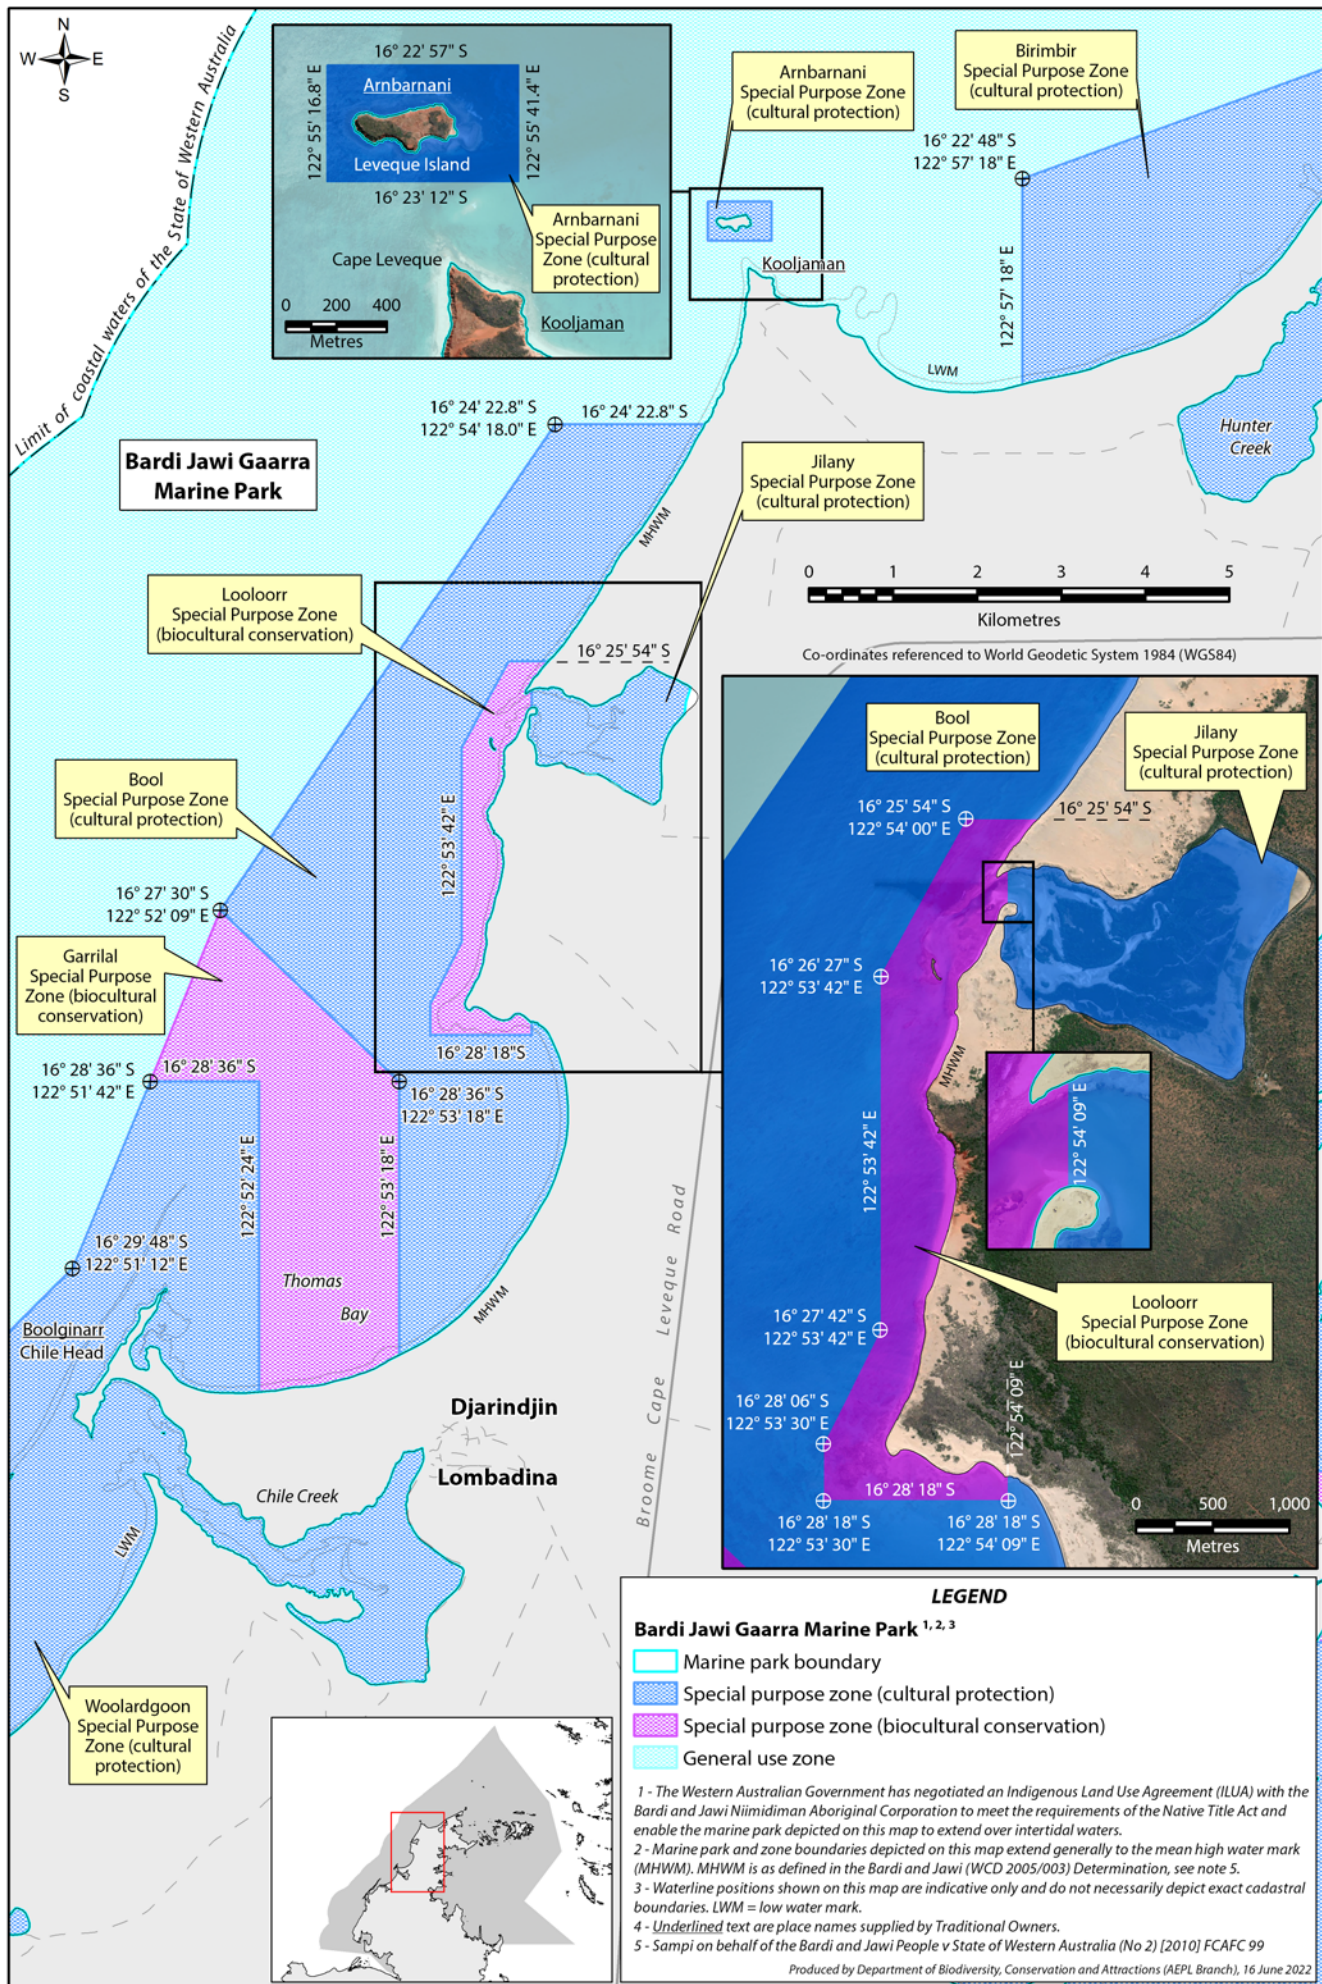 N
W
E
S
Limit of coastal waters of the State of Western Australia
16° 22' 57" S
122° 55' 16.8" E
Arnbarnani
Leveque Island
122° 55' 41.4" E
16° 23' 12" S
Arnbarnani
Special Purpose
Zone (cultural
protection)
Cape Leveque
Kooljaman
0 200 400
Metres
Arnbarnani
Special Purpose Zone
(cultural protection)
Birimbir
Special Purpose Zone
(cultural protection)
16° 22' 48" S
122° 57' 18" E
122° 57' 18" E
Kooljaman
LWM
Hunter
Creek
16° 24' 22.8" S
122° 54' 18.0" E
16° 24' 22.8" S
Bardi Jawi Gaarra
Marine Park
Jilany
Special Purpose Zone
(cultural protection)
MHWM
0 1 2 3 4 5
Kilometres
Co-ordinates referenced to World Geodetic System 1984 (WGS84)
Looloorr
Special Purpose Zone
(biocultural conservation)
16° 25' 54" S
122° 53' 42" E
Bool
Special Purpose Zone
(cultural protection)
16° 27' 30" S
122° 52' 09" E
Garrilal
Special Purpose
Zone (biocultural
conservation)
16° 28' 18"S
16° 28' 36" S
122° 51' 42" E
16° 28' 36" S
16° 28' 36" S
122° 53' 18" E
122° 52' 24" E
122° 53' 18" E
16° 29' 48" S
122° 51' 12" E
Thomas
Bay
MHWM
Boolginarr
Chile Head
Djarindjin
Lombadina
Chile Creek
LWM
Broome Cape Leveque Road
Woolardgoon
Special Purpose
Zone (cultural
protection)
Bool
Special Purpose Zone
(cultural protection)
Jilany
Special Purpose Zone
(cultural protection)
16° 25' 54" S
122° 54' 00" E
16° 25' 54" S
16° 26' 27" S
122° 53' 42" E
MHWM
122° 54' 09" E
122° 53' 42" E
Looloorr
Special Purpose Zone
(biocultural conservation)
16° 27' 42" S
122° 53' 42" E
16° 28' 06" S
122° 53' 30" E
122° 54' 09" E
16° 28' 18" S
16° 28' 18" S
122° 53' 30" E
16° 28' 18" S
122° 54' 09" E
0 500 1,000
Metres
LEGEND
Bardi Jawi Gaarra Marine Park 1, 2, 3
Marine park boundary
Special purpose zone (cultural protection)
Special purpose zone (biocultural conservation)
General use zone
1 - The Western Australian Government has negotiated an Indigenous Land Use Agreement (ILUA) with the
Bardi and Jawi Niimidiman Aboriginal Corporation to meet the requirements of the Native Title Act and
enable the marine park depicted on this map to extend over intertidal waters.
2 - Marine park and zone boundaries depicted on this map extend generally to the mean high water mark
(MHWM). MHWM is as defined in the Bardi and Jawi (WCD 2005/003) Determination, see note 5.
3 - Waterline positions shown on this map are indicative only and do not necessarily depict exact cadastral
boundaries. LWM = low water mark.
4 - Underlined text are place names supplied by Traditional Owners.
5 - Sampi on behalf of the Bardi and Jawi People v State of Western Australia (No 2) [2010] FCAFC 99
Produced by Department of Biodiversity, Conservation and Attractions (AEPL Branch), 16 June 2022